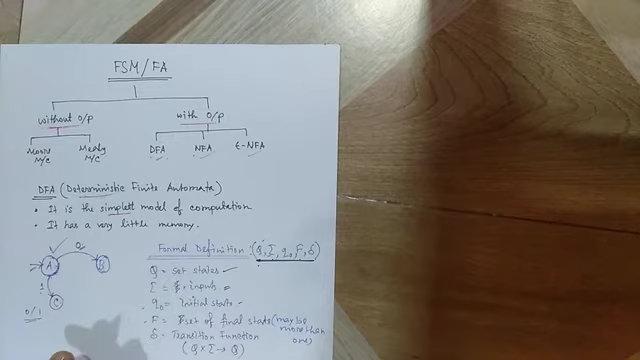 FSM/FA
without O/P
with O/P
Moore M/C
Mealy M/C
DFA
NFA
E-NFA
DFA (Deterministic Finite Automata)
• It is the simplest model of computation
• It has a very little memory.
A
B
C
0/1
Formal Definition: (Q, Σ, q0, F, δ)
Q = set states
Σ = inputs
q0 = Initial state
F = set of final state (may be more than one)
δ = Transition Function
(Q × Σ → Q)